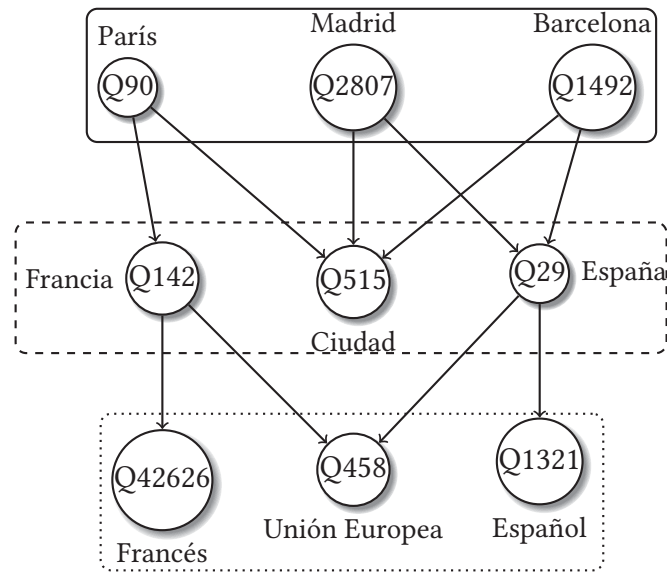 París Madrid Barcelona
Q90 Q2807 Q1492
Francia Q142 Q515 Q29 España
Ciudad
Q42626 Q458 Q1321
Francés Unión Europea Español